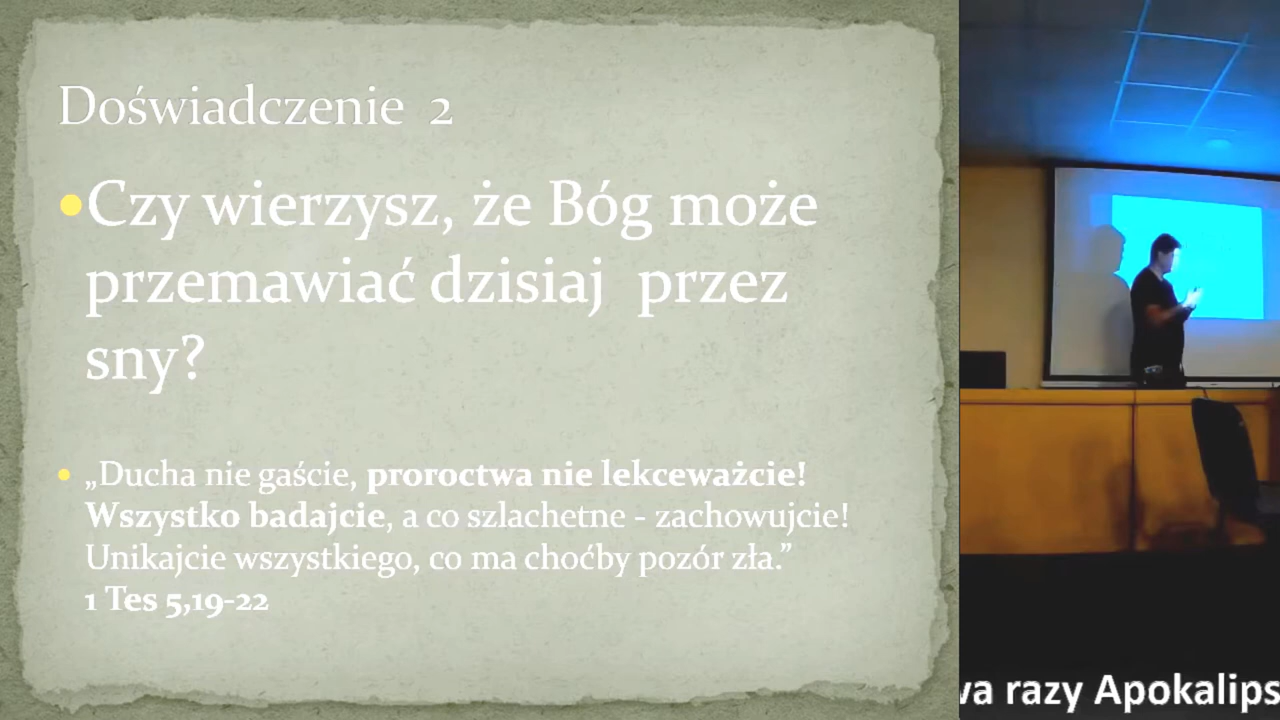 Doświadczenie 2
•Czy wierzysz, że Bóg może
przemawiać dzisiaj przez
sny?
• „Ducha nie gaście, proroctwa nie lekceważcie!
Wszystko badajcie, a co szlachetne - zachowujcie!
Unikajcie wszystkiego, co ma choćby pozór zła.”
1 Tes 5,19-22
va razy Apokalips